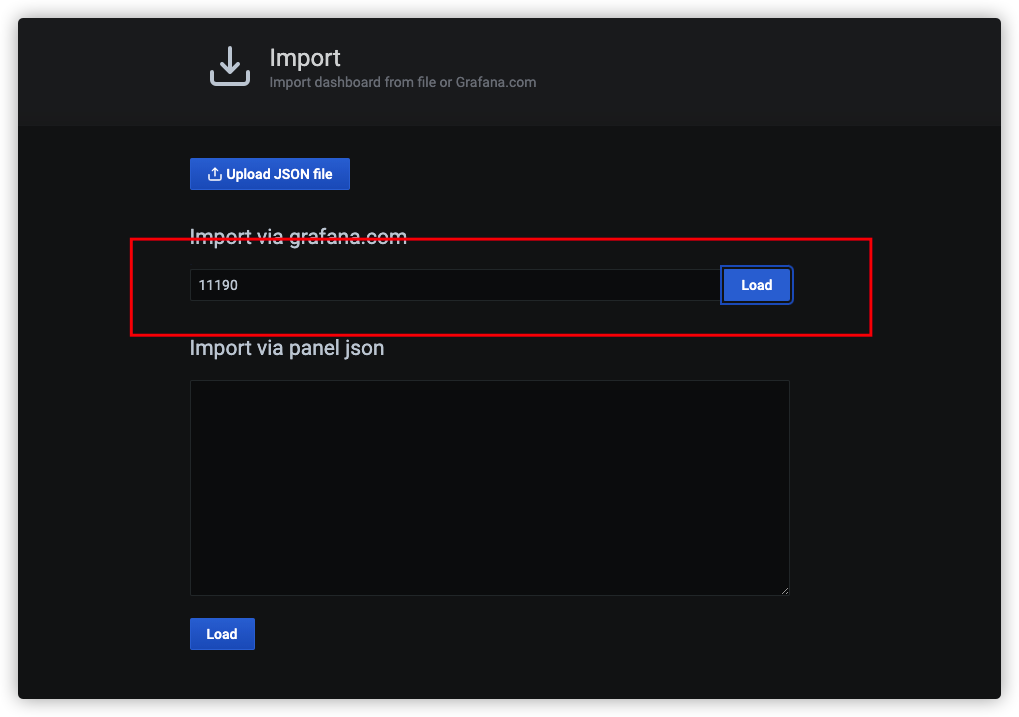 Import
Import dashboard from file or Grafana.com
Upload JSON file
Import via grafana.com
11190
Load
Import via panel json
Load